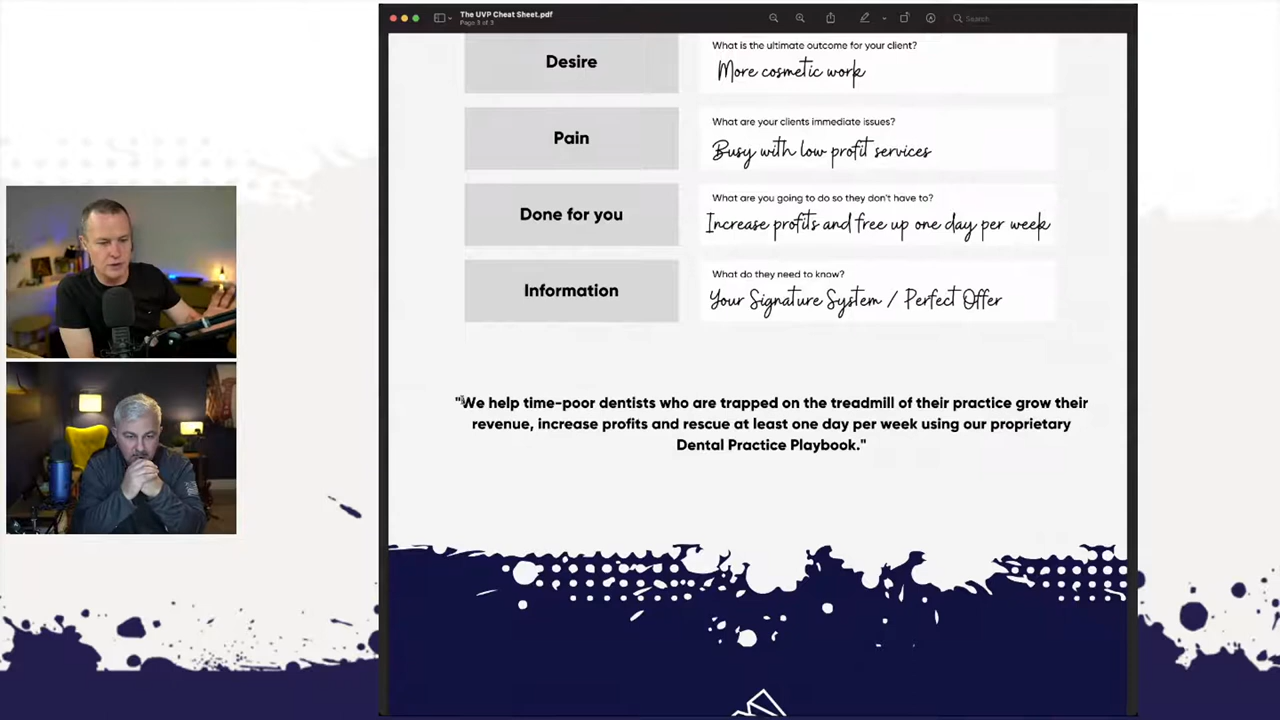 The UVP Cheat Sheet.pdf
Page 3 of 3
Search
Desire
What is the ultimate outcome for your client?
More cosmetic work
Pain
What are your clients immediate issues?
Busy with low profit services
Done for you
What are you going to do so they don't have to?
Increase profits and free up one day per week
Information
What do they need to know?
Your Signature System / Perfect Offer
"We help time-poor dentists who are trapped on the treadmill of their practice grow their
revenue, increase profits and rescue at least one day per week using our proprietary
Dental Practice Playbook."